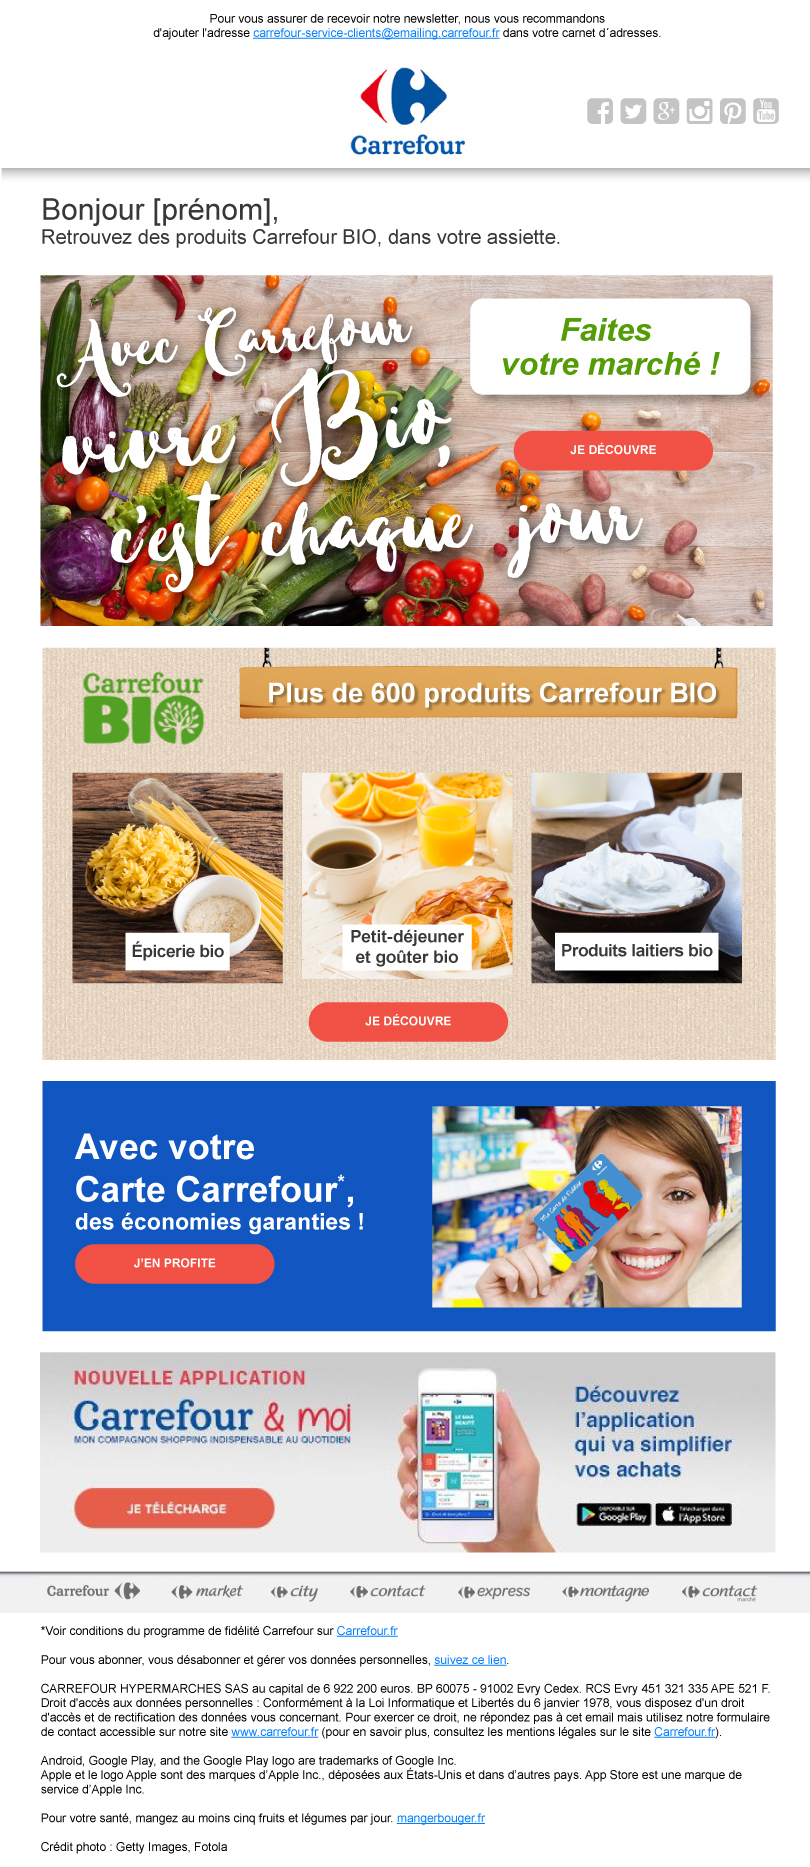 Pour vous assurer de recevoir notre newsletter, nous vous recommandons
d'ajouter l'adresse carrefour-service-clients@emailing.carrefour.fr dans votre carnet d´adresses.
Carrefour
You
Tube
Bonjour [prénom],
Retrouvez des produits Carrefour BIO, dans votre assiette.
Avec Carrefour
vivre Bio,
c'est chaque jour
Faites
votre marché !
JE DÉCOUVRE
Carrefour
BIO
Plus de 600 produits Carrefour BIO
Épicerie bio
Petit-déjeuner
et goûter bio
Produits laitiers bio
JE DÉCOUVRE
Avec votre
Carte Carrefour*,
des économies garanties !
J'EN PROFITE
Ma Carte de Fidélité
NOUVELLE APPLICATION
Carrefour & moi
MON COMPAGNON SHOPPING INDISPENSABLE AU QUOTIDIEN
JE TÉLÉCHARGE
LE MAG
BEAUTÉ
Découvrez
l'application
qui va simplifier
vos achats
DISPONIBLE SUR
Google Play
Télécharger dans
l'App Store
Carrefour market city contact express montagne contact
marché
*Voir conditions du programme de fidélité Carrefour sur Carrefour.fr
Pour vous abonner, vous désabonner et gérer vos données personnelles, suivez ce lien.
CARREFOUR HYPERMARCHES SAS au capital de 6 922 200 euros. BP 60075 - 91002 Evry Cedex. RCS Evry 451 321 335 APE 521 F.
Droit d'accès aux données personnelles : Conformément à la Loi Informatique et Libertés du 6 janvier 1978, vous disposez d'un droit
d'accès et de rectification des données vous concernant. Pour exercer ce droit, ne répondez pas à cet email mais utilisez notre formulaire
de contact accessible sur notre site www.carrefour.fr (pour en savoir plus, consultez les mentions légales sur le site Carrefour.fr).
Android, Google Play, and the Google Play logo are trademarks of Google Inc.
Apple et le logo Apple sont des marques d'Apple Inc., déposées aux États-Unis et dans d'autres pays. App Store est une marque de
service d'Apple Inc.
Pour votre santé, mangez au moins cinq fruits et légumes par jour. mangerbouger.fr
Crédit photo : Getty Images, Fotola